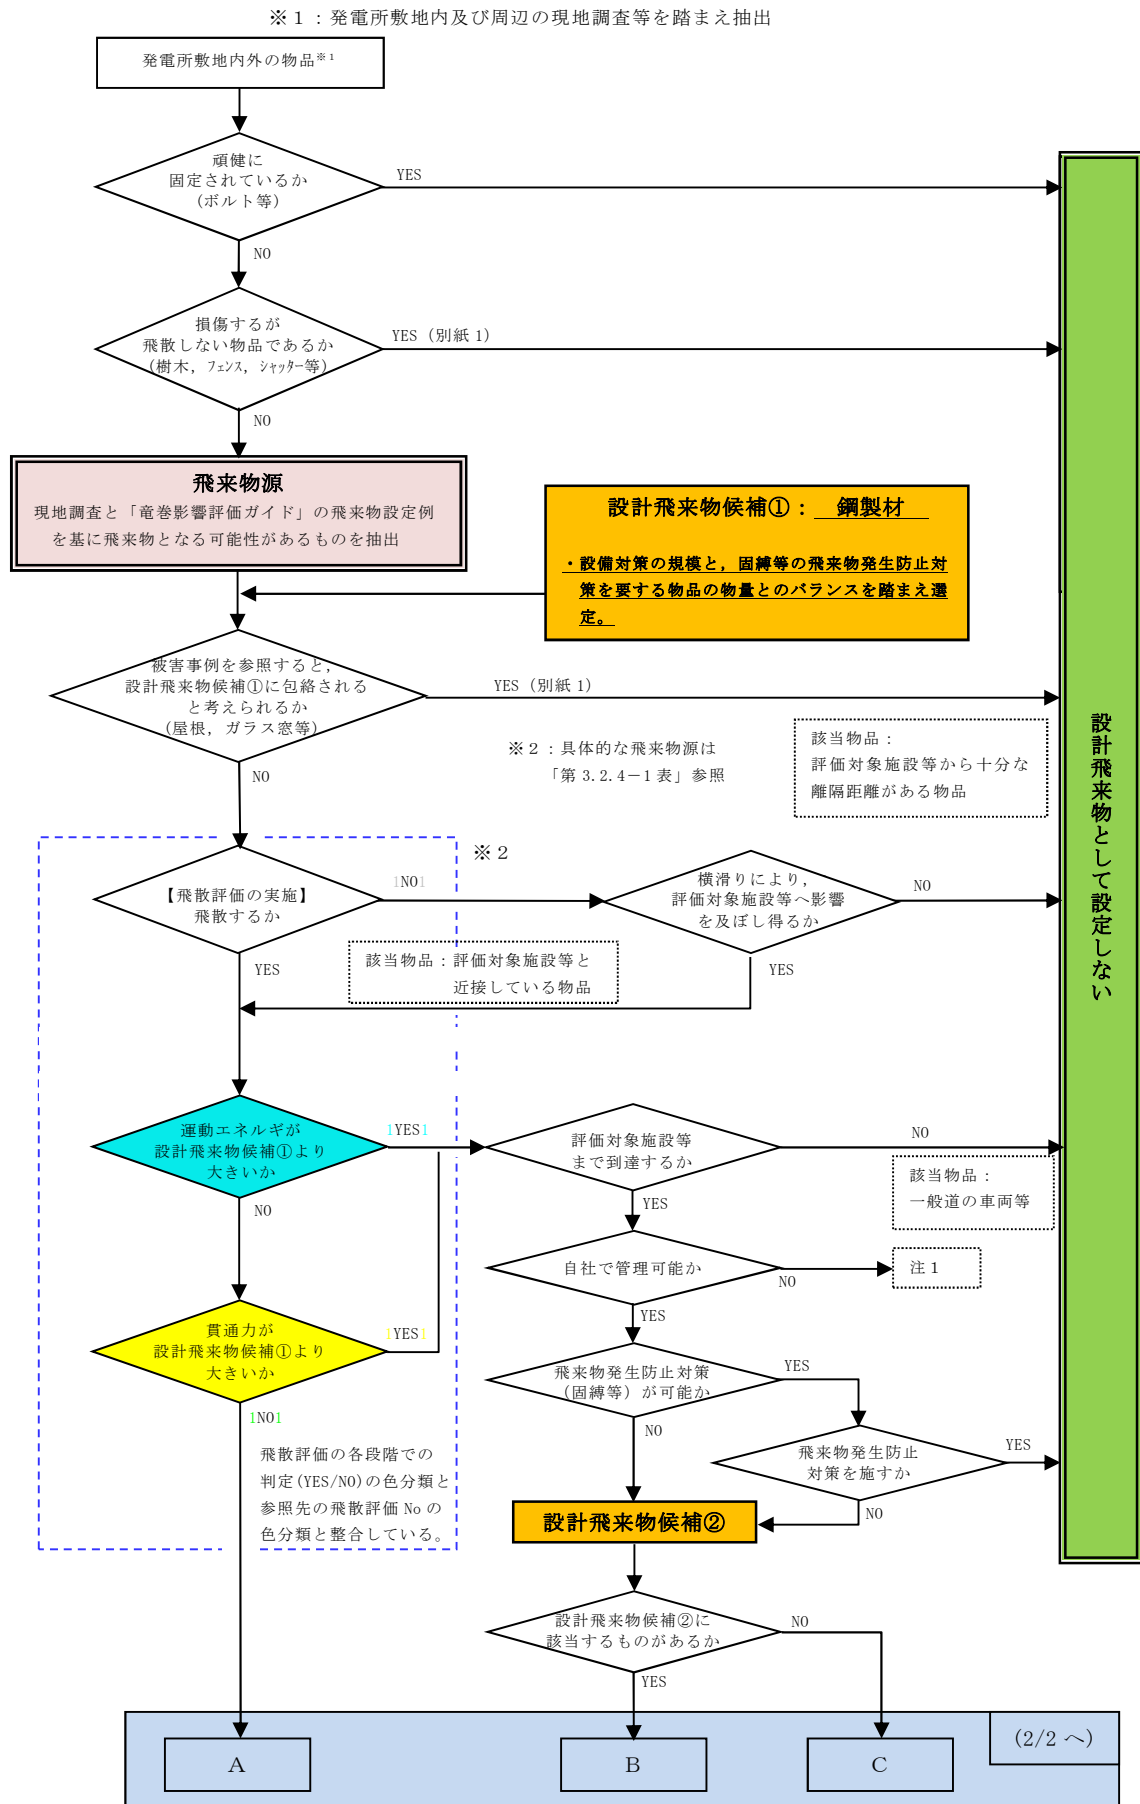 ※１：発電所敷地内及び周辺の現地調査等を踏まえ抽出
発電所敷地内外の物品※1
頑健に
固定されているか
(ボルト等)
YES
NO
損傷するが
飛散しない物品であるか
(樹木，フェンス，シャッター等)
YES（別紙 1）
NO
飛来物源
現地調査と「竜巻影響評価ガイド」の飛来物設定例
を基に飛来物となる可能性があるものを抽出
設計飛来物候補①： 鋼製材
・設備対策の規模と，固縛等の飛来物発生防止対
策を要する物品の物量とのバランスを踏まえ選
定。
被害事例を参照すると，
設計飛来物候補①に包絡される
と考えられるか
(屋根，ガラス窓等)
YES（別紙 1）
NO
※２：具体的な飛来物源は
「第 3.2.4－1 表」参照
該当物品：
評価対象施設等から十分な
離隔距離がある物品
設計飛来物として設定しない
※２
【飛散評価の実施】
飛散するか
1NO1
YES
横滑りにより，
評価対象施設等へ影響
を及ぼし得るか
NO
YES
該当物品：評価対象施設等と
近接している物品
運動エネルギが
設計飛来物候補①より
大きいか
1YES1
NO
評価対象施設等
まで到達するか
NO
YES
該当物品：
一般道の車両等
自社で管理可能か
NO
注１
YES
貫通力が
設計飛来物候補①より
大きいか
1YES1
1NO1
飛来物発生防止対策
（固縛等）が可能か
YES
NO
飛来物発生防止
対策を施すか
YES
NO
飛散評価の各段階での
判定(YES/NO)の色分類と
参照先の飛散評価 No の
色分類と整合している。
設計飛来物候補②
設計飛来物候補②に
該当するものがあるか
NO
YES
(2/2 へ)
A
B
C